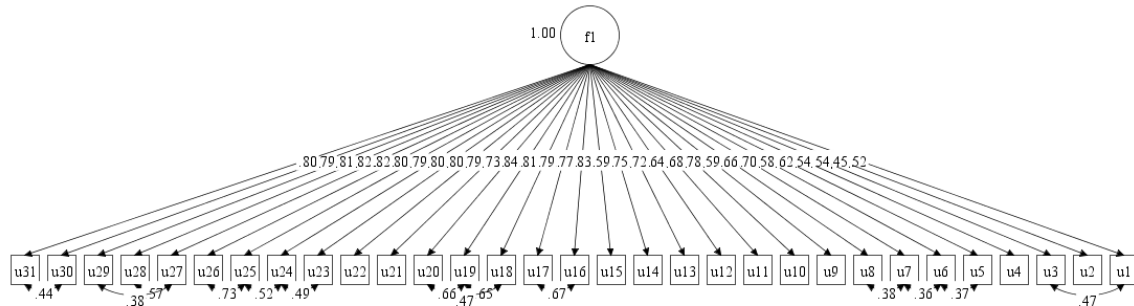 1.00 f1
.80 .79 .81 .82 .82 .80 .79 .80 .80 .79 .73 .84 .81 .79 .77 .83 .59 .75 .72 .64 .68 .78 .59 .66 .70 .58 .62 .54 .54 .45 .52
u31 u30 u29 u28 u27 u26 u25 u24 u23 u22 u21 u20 u19 u18 u17 u16 u15 u14 u13 u12 u11 u10 u9 u8 u7 u6 u5 u4 u3 u2 u1
.44 .38 .57 .73 .52 .49 .66 .47 .65 .67 .38 .36 .37 .47